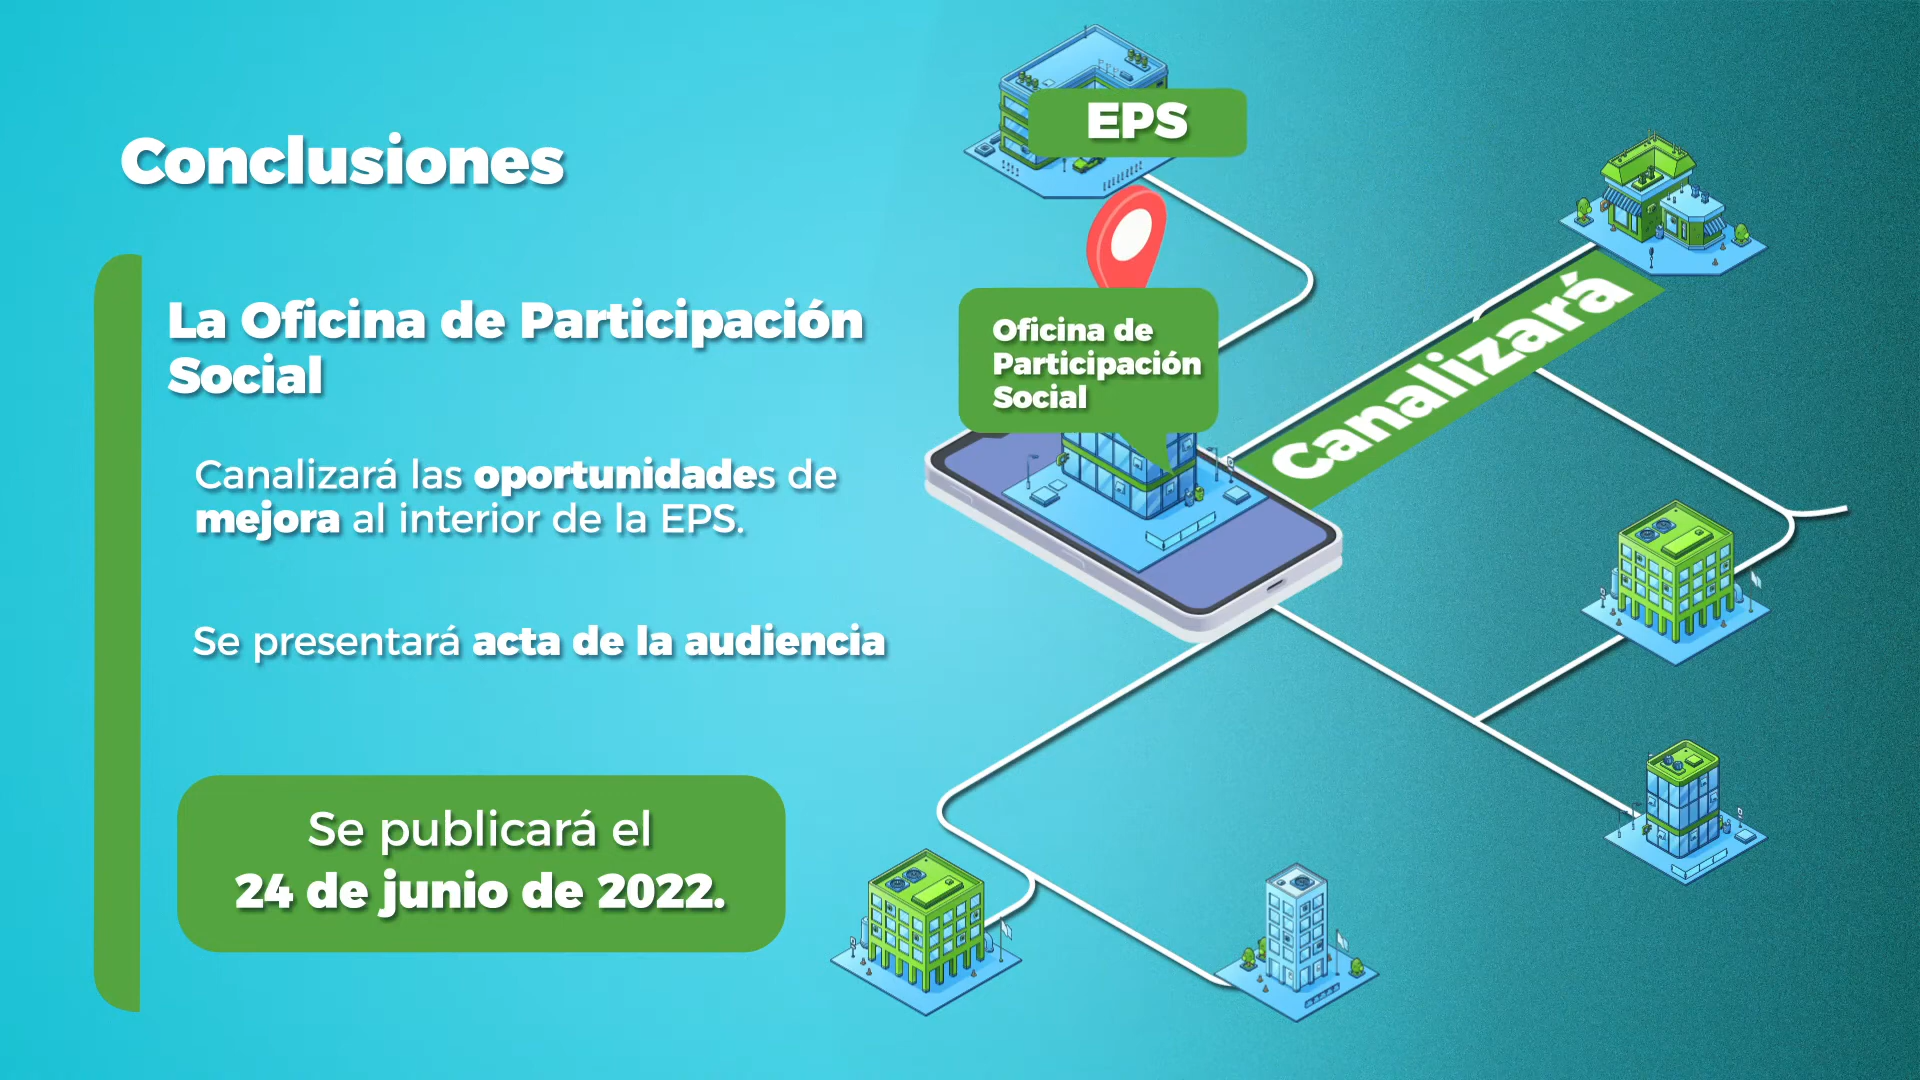 Conclusiones
La Oficina de Participación
Social
Canalizará las oportunidades de
mejora al interior de la EPS.
Se presentará acta de la audiencia
Se publicará el
24 de junio de 2022.
EPS
Oficina de
Participación
Social
Canalizará